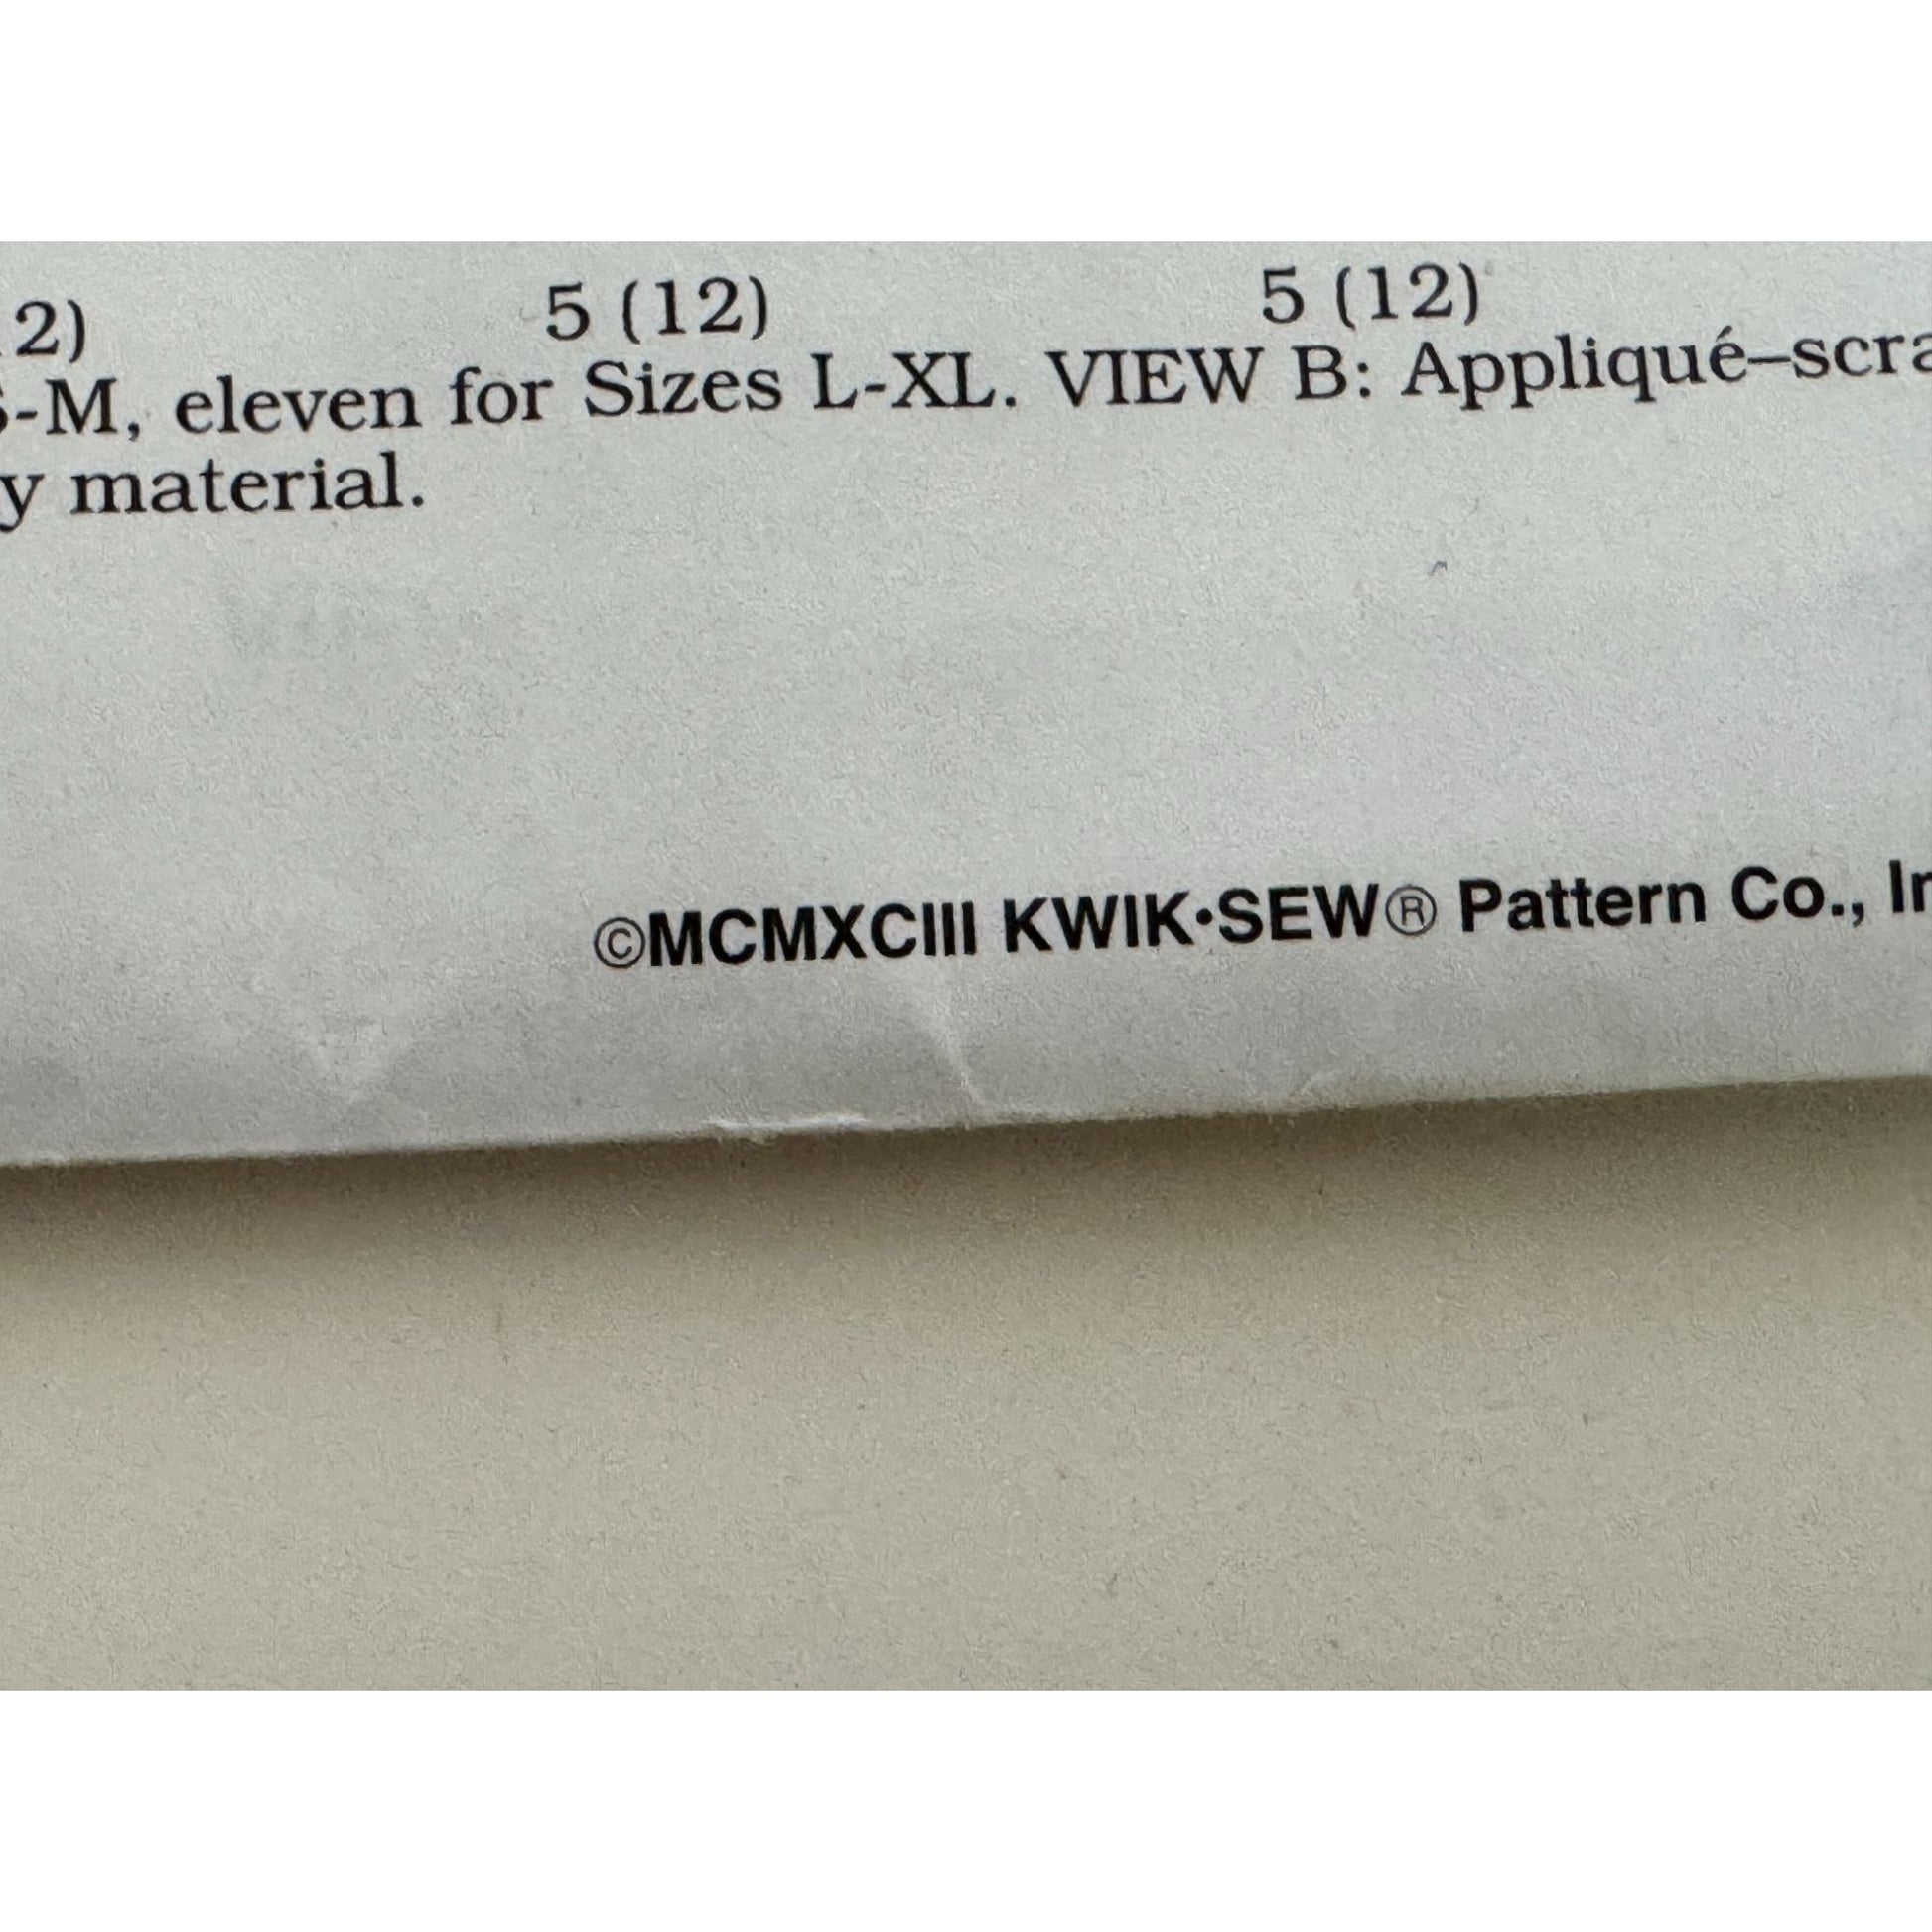 2) 5 (12) 5 (12)
-M, eleven for Sizes L-XL. VIEW B: Appliqué–scra
y material.
©MCMXCIII KWIK•SEW® Pattern Co., In